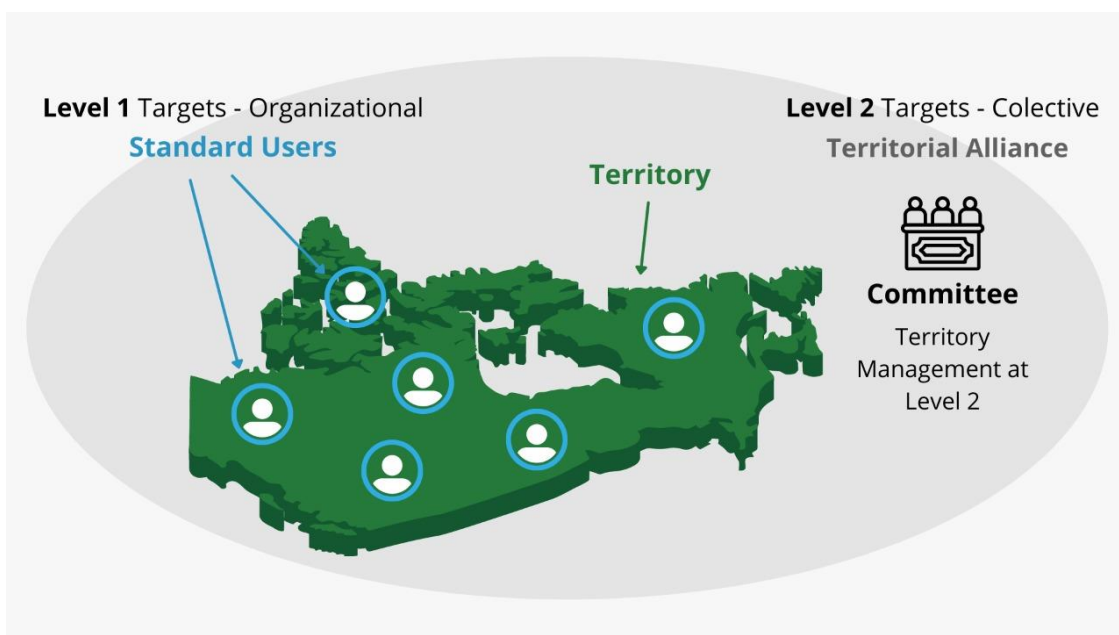 Level 1 Targets - Organizational
Standard Users
Territory
Level 2 Targets - Colective
Territorial Alliance
Committee
Territory
Management at
Level 2